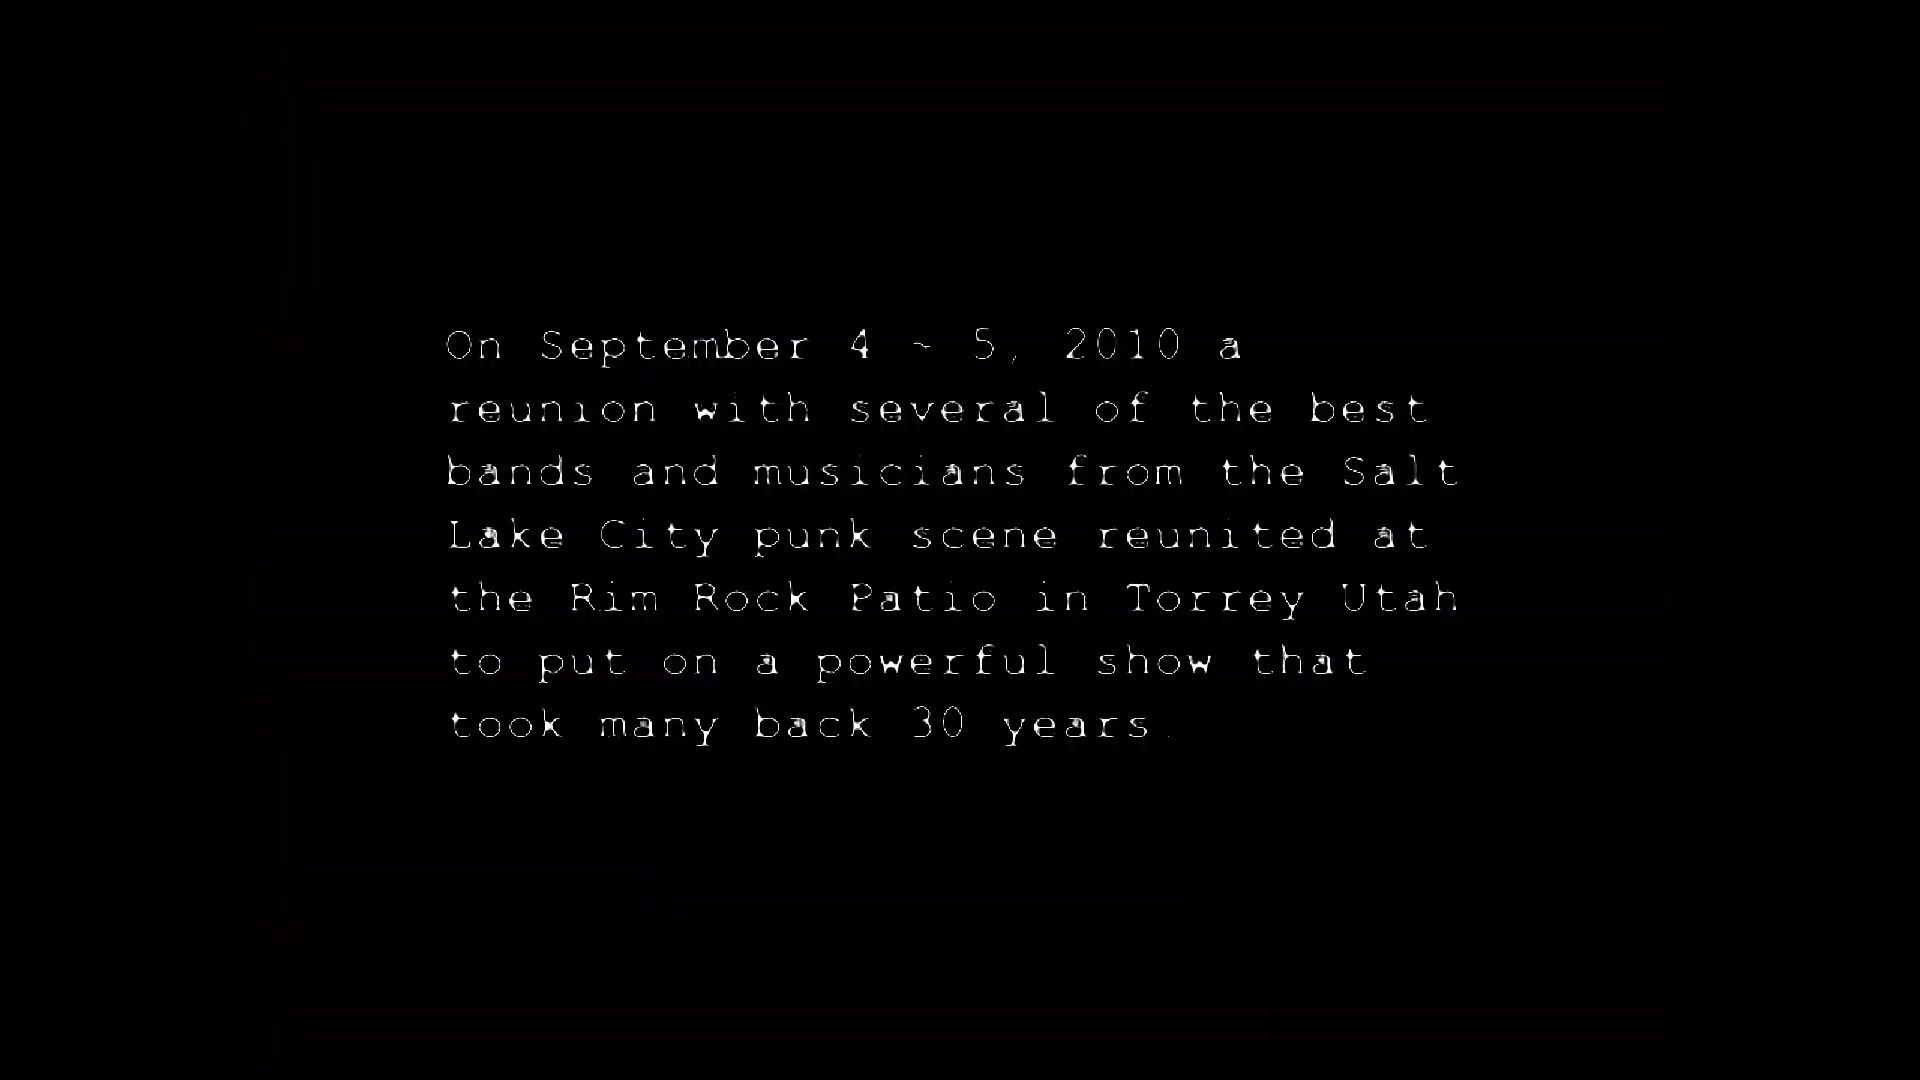 On September 4 ~ 5, 2010 a
reunion with several of the best
bands and musicians from the Salt
Lake City punk scene reunited at
the Rim Rock Patio in Torrey Utah
to put on a powerful show that
took many back 30 years.